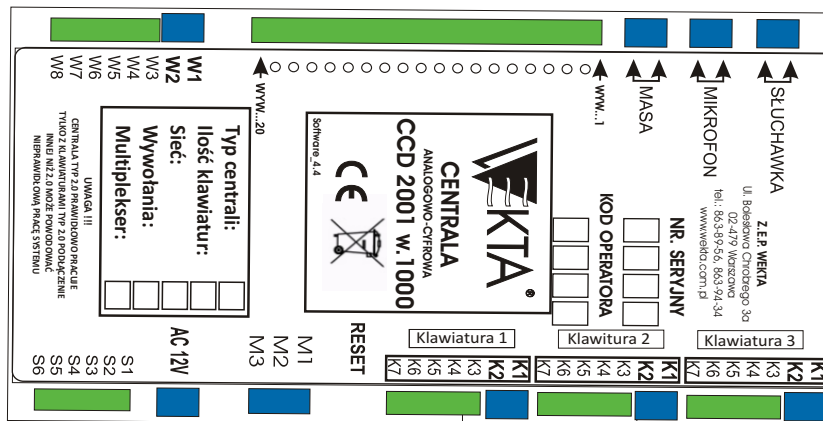 SŁUCHAWKA
MIKROFON
MASA
WYW...1
WYW...20
W1
W2
W3
W4
W5
W6
W7
W8
Z.E.P. WEKTA
Ul. Bolesława Chrobrego 3a
02-479 Warszawa
tel.: 863-89-56, 863-94-34
www.wekta.com.pl
NR. SERYJNY
KOD OPERATORA
WEKTA®
CENTRALA
ANALOGOWO-CYFROWA
CCD 2001 w.1000
CE
Software_4.4
Typ centrali:
Ilość klawiatur:
Sieć:
Wywołania:
Multiplekser:
UWAGA !!!
CENTRALA TYP 2.0 PRAWIDŁOWO PRACUJE
TYLKO Z KLAWIATURAMI TYP 2.0 PODŁĄCZENIE
INNEJ NIŻ 2.0 MOŻE POWODOWAĆ
NIEPRAWIDŁOWĄ PRACĘ SYSTEMU
Klawiatura 3
K1
K2
K3
K4
K5
K6
K7
Klawitura 2
K1
K2
K3
K4
K5
K6
K7
Klawiatura 1
K1
K2
K3
K4
K5
K6
K7
RESET
M1
M2
M3
AC 12V
S1
S2
S3
S4
S5
S6